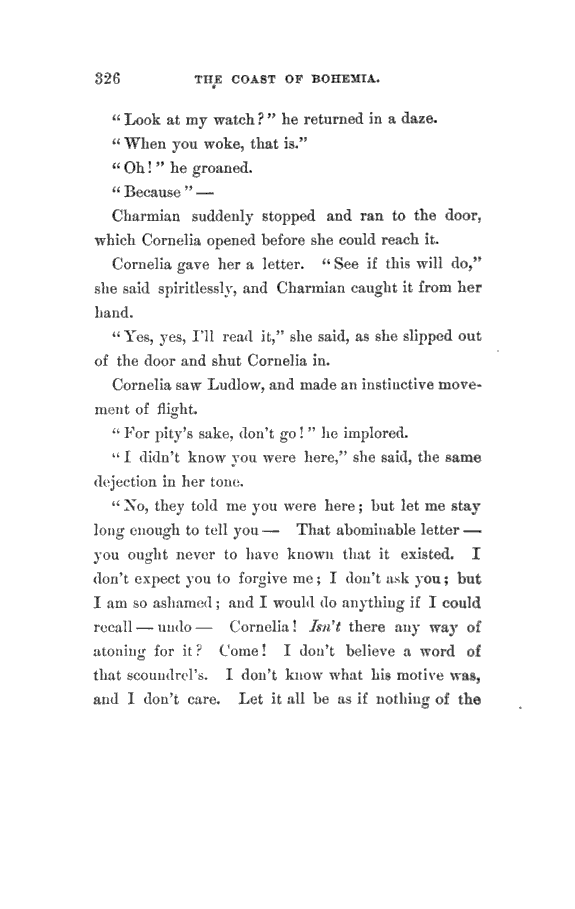 326 THE COAST OF BOHEMIA.
“Look at my watch?” he returned in a daze.
“When you woke, that is.”
“Oh!” he groaned.
“Because”—
Charmian suddenly stopped and ran to the door,
which Cornelia opened before she could reach it.
Cornelia gave her a letter. “See if this will do,”
she said spiritlessly, and Charmian caught it from her
hand.
“Yes, yes, I’ll read it,” she said, as she slipped out
of the door and shut Cornelia in.
Cornelia saw Ludlow, and made an instinctive move-
ment of flight.
“For pity’s sake, don’t go!” he implored.
“I didn’t know you were here,” she said, the same
dejection in her tone.
“No, they told me you were here; but let me stay
long enough to tell you— That abominable letter—
you ought never to have known that it existed. I
don’t expect you to forgive me; I don’t ask you; but
I am so ashamed; and I would do anything if I could
recall—undo— Cornelia! Isn’t there any way of
atoning for it? Come! I don’t believe a word of
that scoundrel’s. I don’t know what his motive was,
and I don’t care. Let it all be as if nothing of the